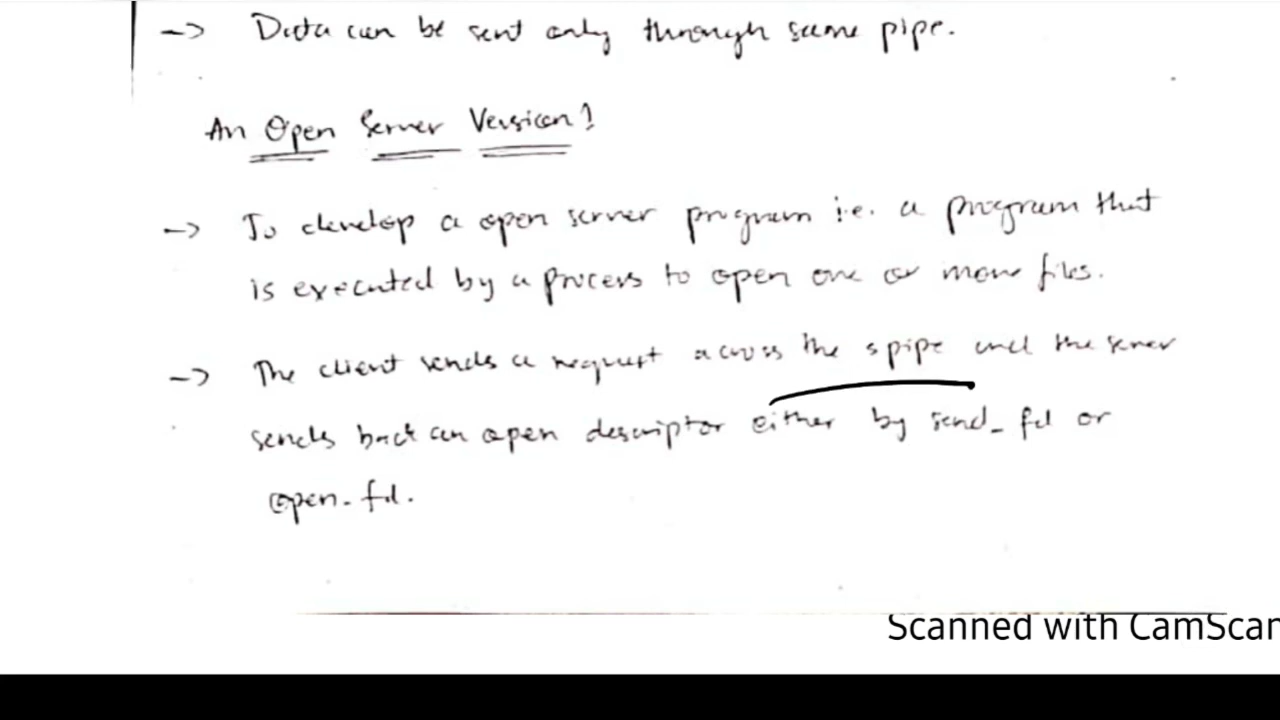 -> Data can be sent only through same pipe.
An Open Server Version 1
-> To develop a open server program i.e. a program that
is executed by a process to open one or more files.
-> The client sends a request across the spipe and the server
sends back an open descriptor either by send_fd or
open_fd.
Scanned with CamScan